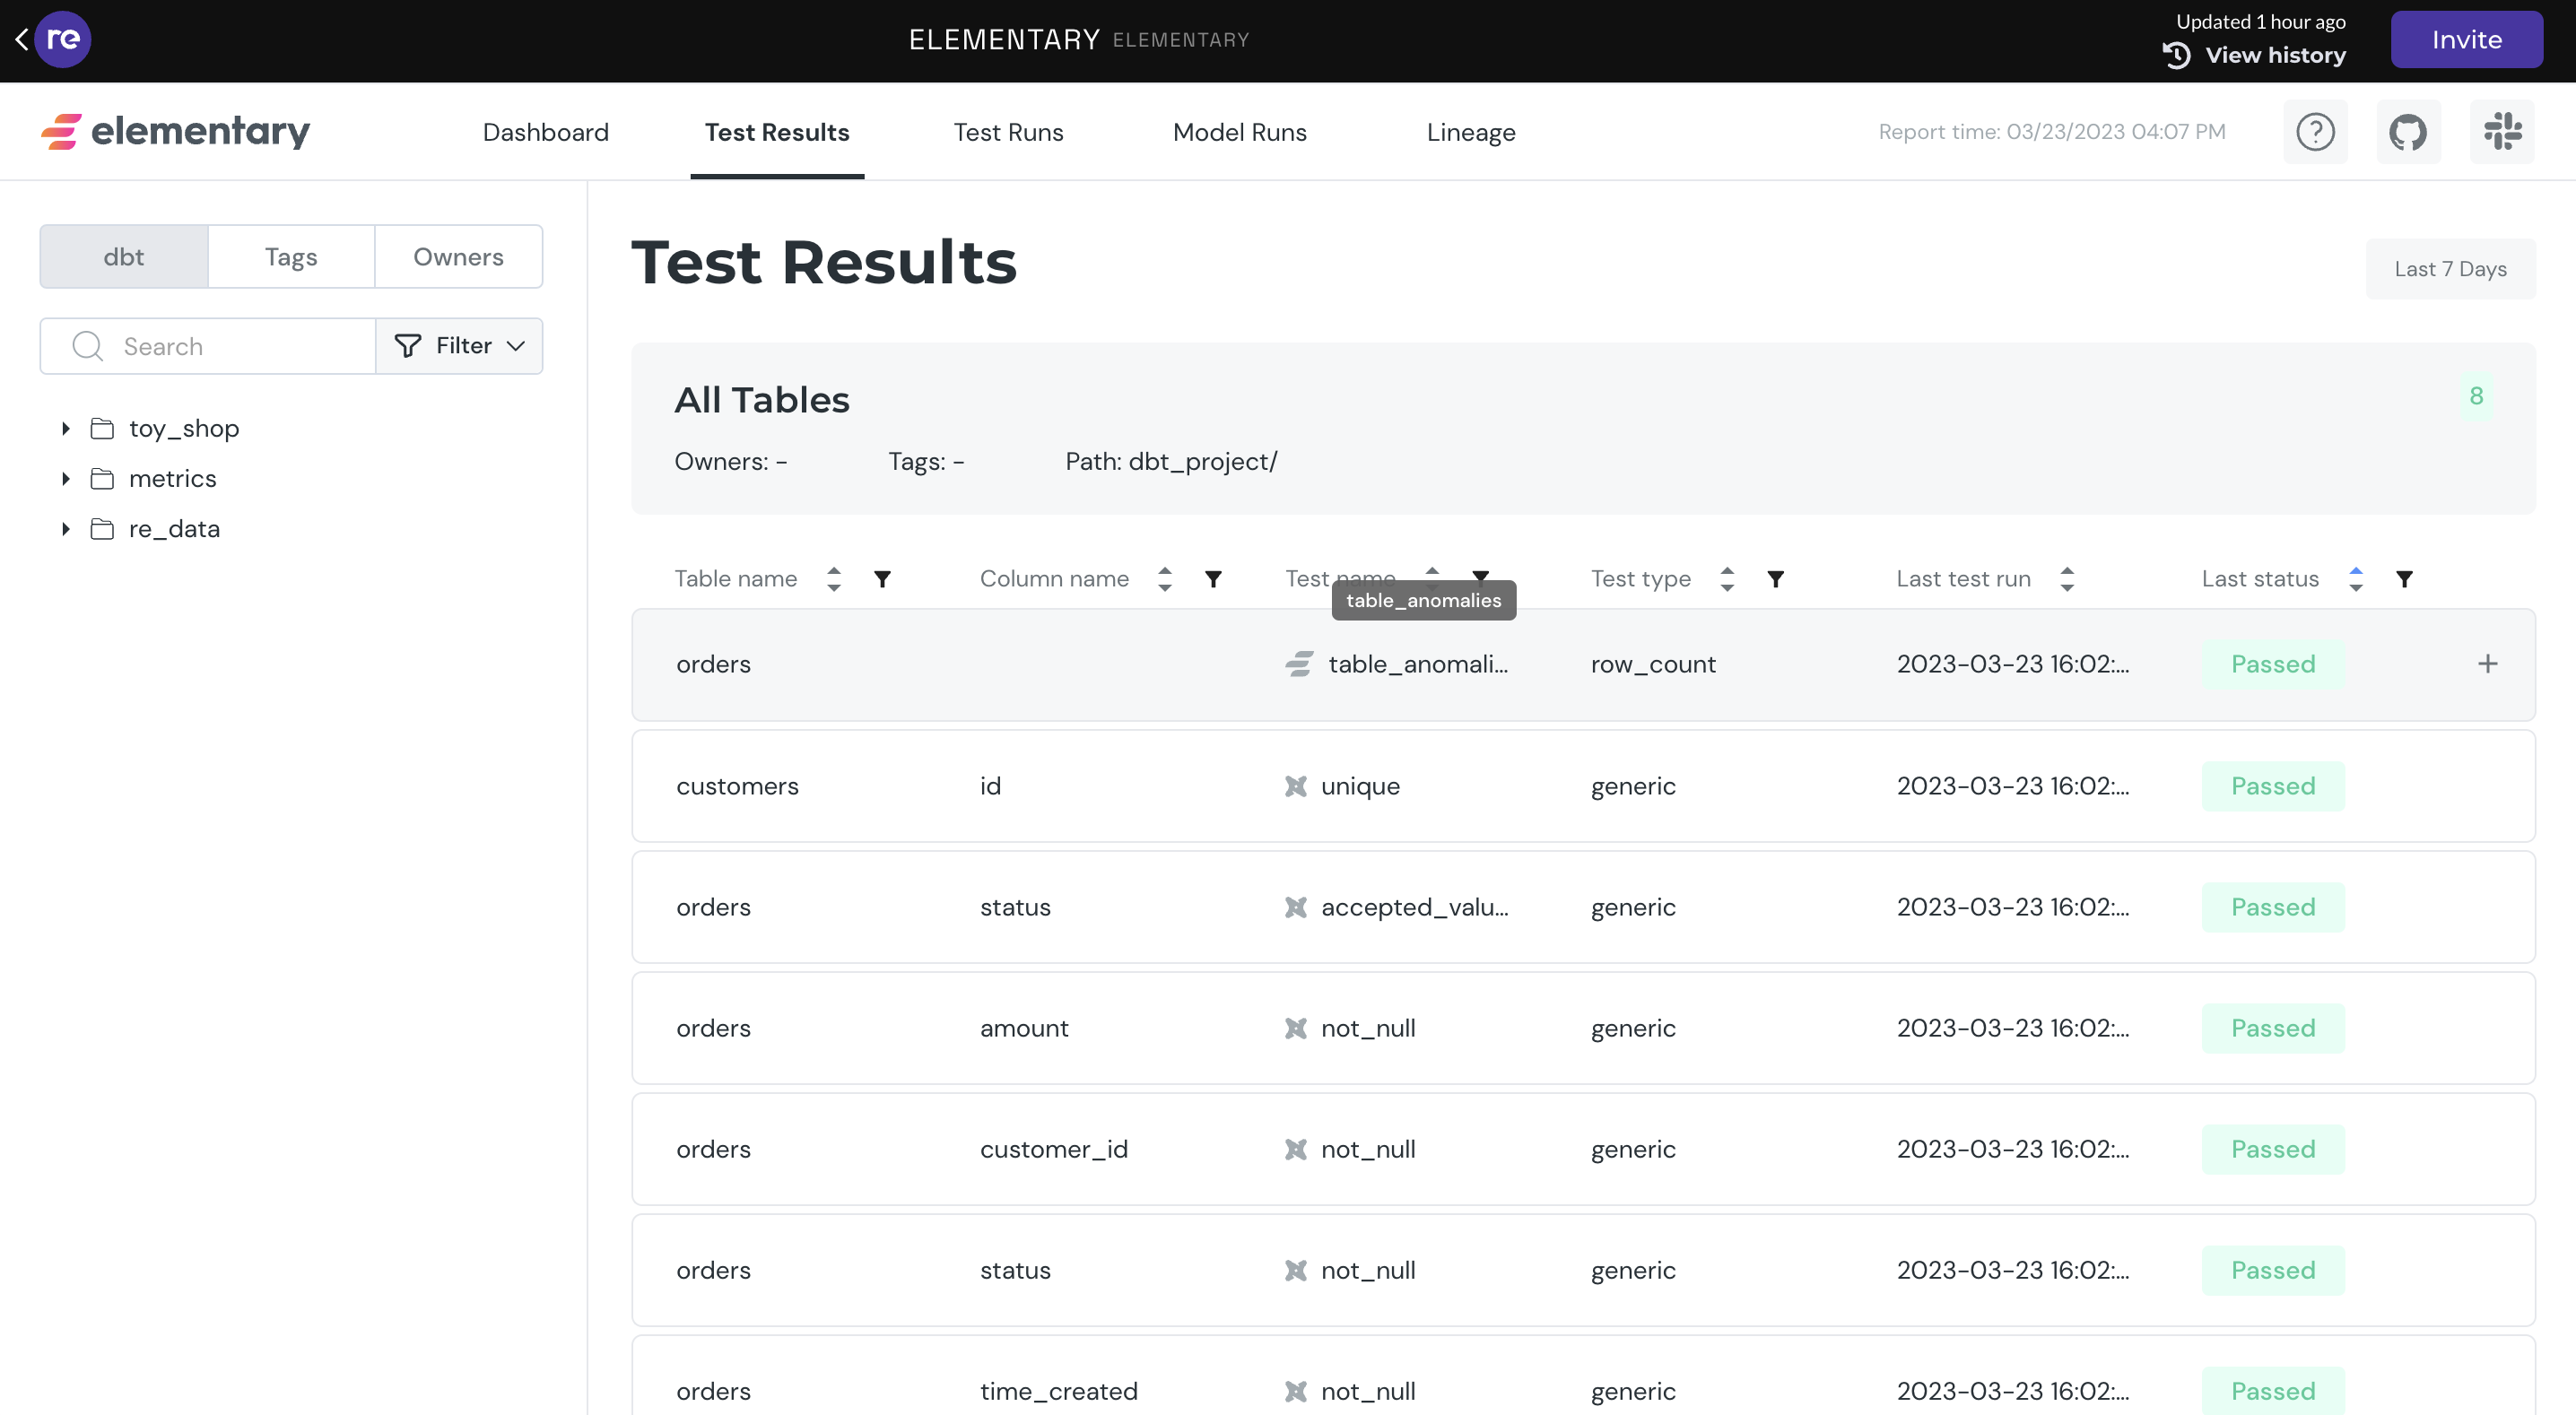 re
ELEMENTARY ELEMENTARY
Updated 1 hour ago
View history
Invite
elementary
Dashboard
Test Results
Test Runs
Model Runs
Lineage
Report time: 03/23/2023 04:07 PM
dbt
Tags
Owners
Search
Filter
toy_shop
metrics
re_data
Test Results
Last 7 Days
All Tables
8
Owners: - Tags: - Path: dbt_project/
Table name Column name Test name Test type Last test run Last status
table_anomalies
orders table_anomali... row_count 2023-03-23 16:02:... Passed +
customers id unique generic 2023-03-23 16:02:... Passed
orders status accepted_valu... generic 2023-03-23 16:02:... Passed
orders amount not_null generic 2023-03-23 16:02:... Passed
orders customer_id not_null generic 2023-03-23 16:02:... Passed
orders status not_null generic 2023-03-23 16:02:... Passed
orders time_created not_null generic 2023-03-23 16:02:... Passed